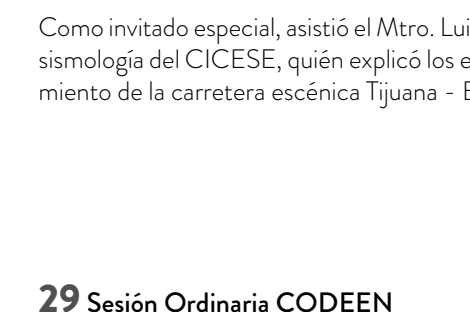 Como invitado especial, asistió el Mtro. Lui
sismología del CICESE, quién explicó los e
miento de la carretera escénica Tijuana - E
29 Sesión Ordinaria CODEEN